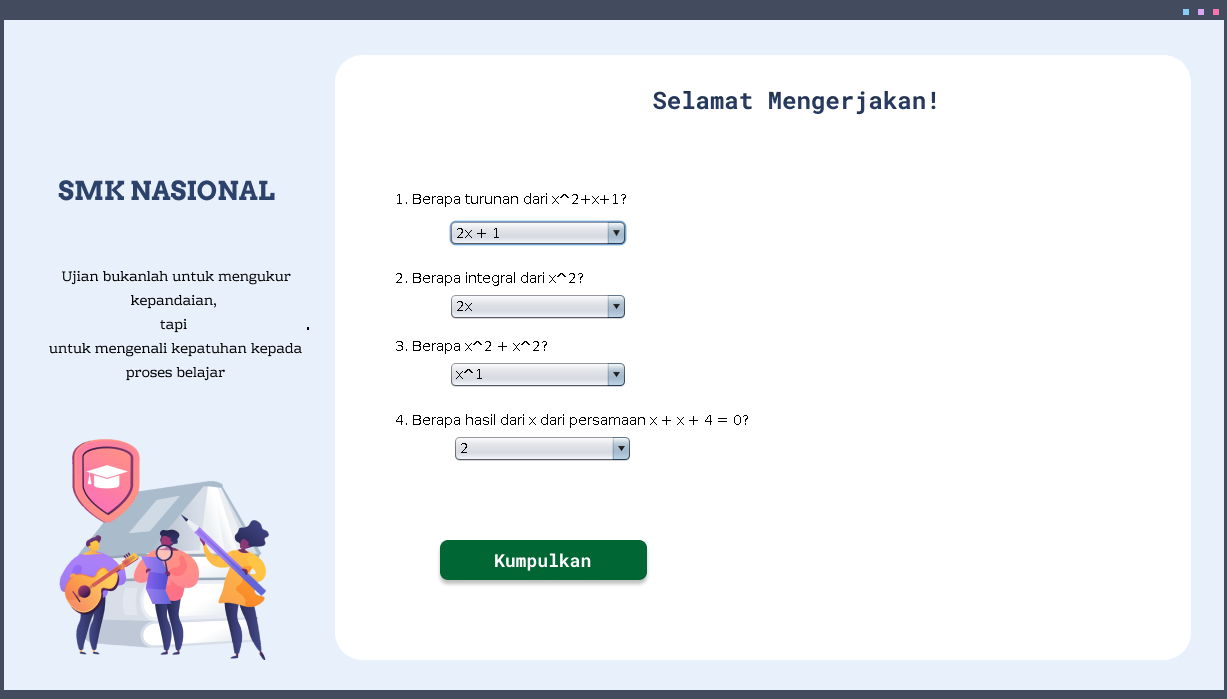 Selamat Mengerjakan!
SMK NASIONAL
Ujian bukanlah untuk mengukur
kepandaian,
tapi
untuk mengenali kepatuhan kepada
proses belajar
1. Berapa turunan dari x^2+x+1?
2x + 1
2. Berapa integral dari x^2?
2x
3. Berapa x^2 + x^2?
x^1
4. Berapa hasil dari x dari persamaan x + x + 4 = 0?
2
Kumpulkan